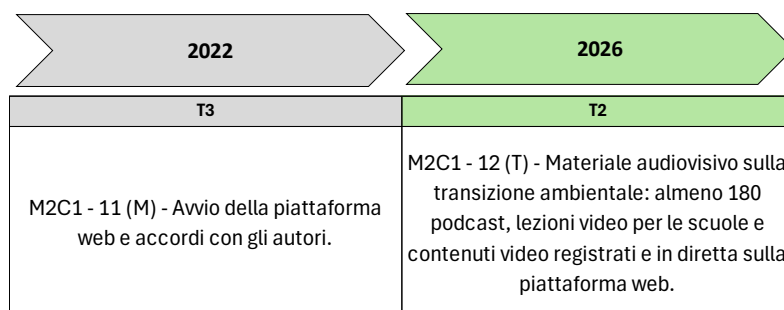 2022
2026
T3
T2
M2C1 - 11 (M) - Avvio della piattaforma
web e accordi con gli autori.
M2C1 - 12 (T) - Materiale audiovisivo sulla
transizione ambientale: almeno 180
podcast, lezioni video per le scuole e
contenuti video registrati e in diretta sulla
piattaforma web.